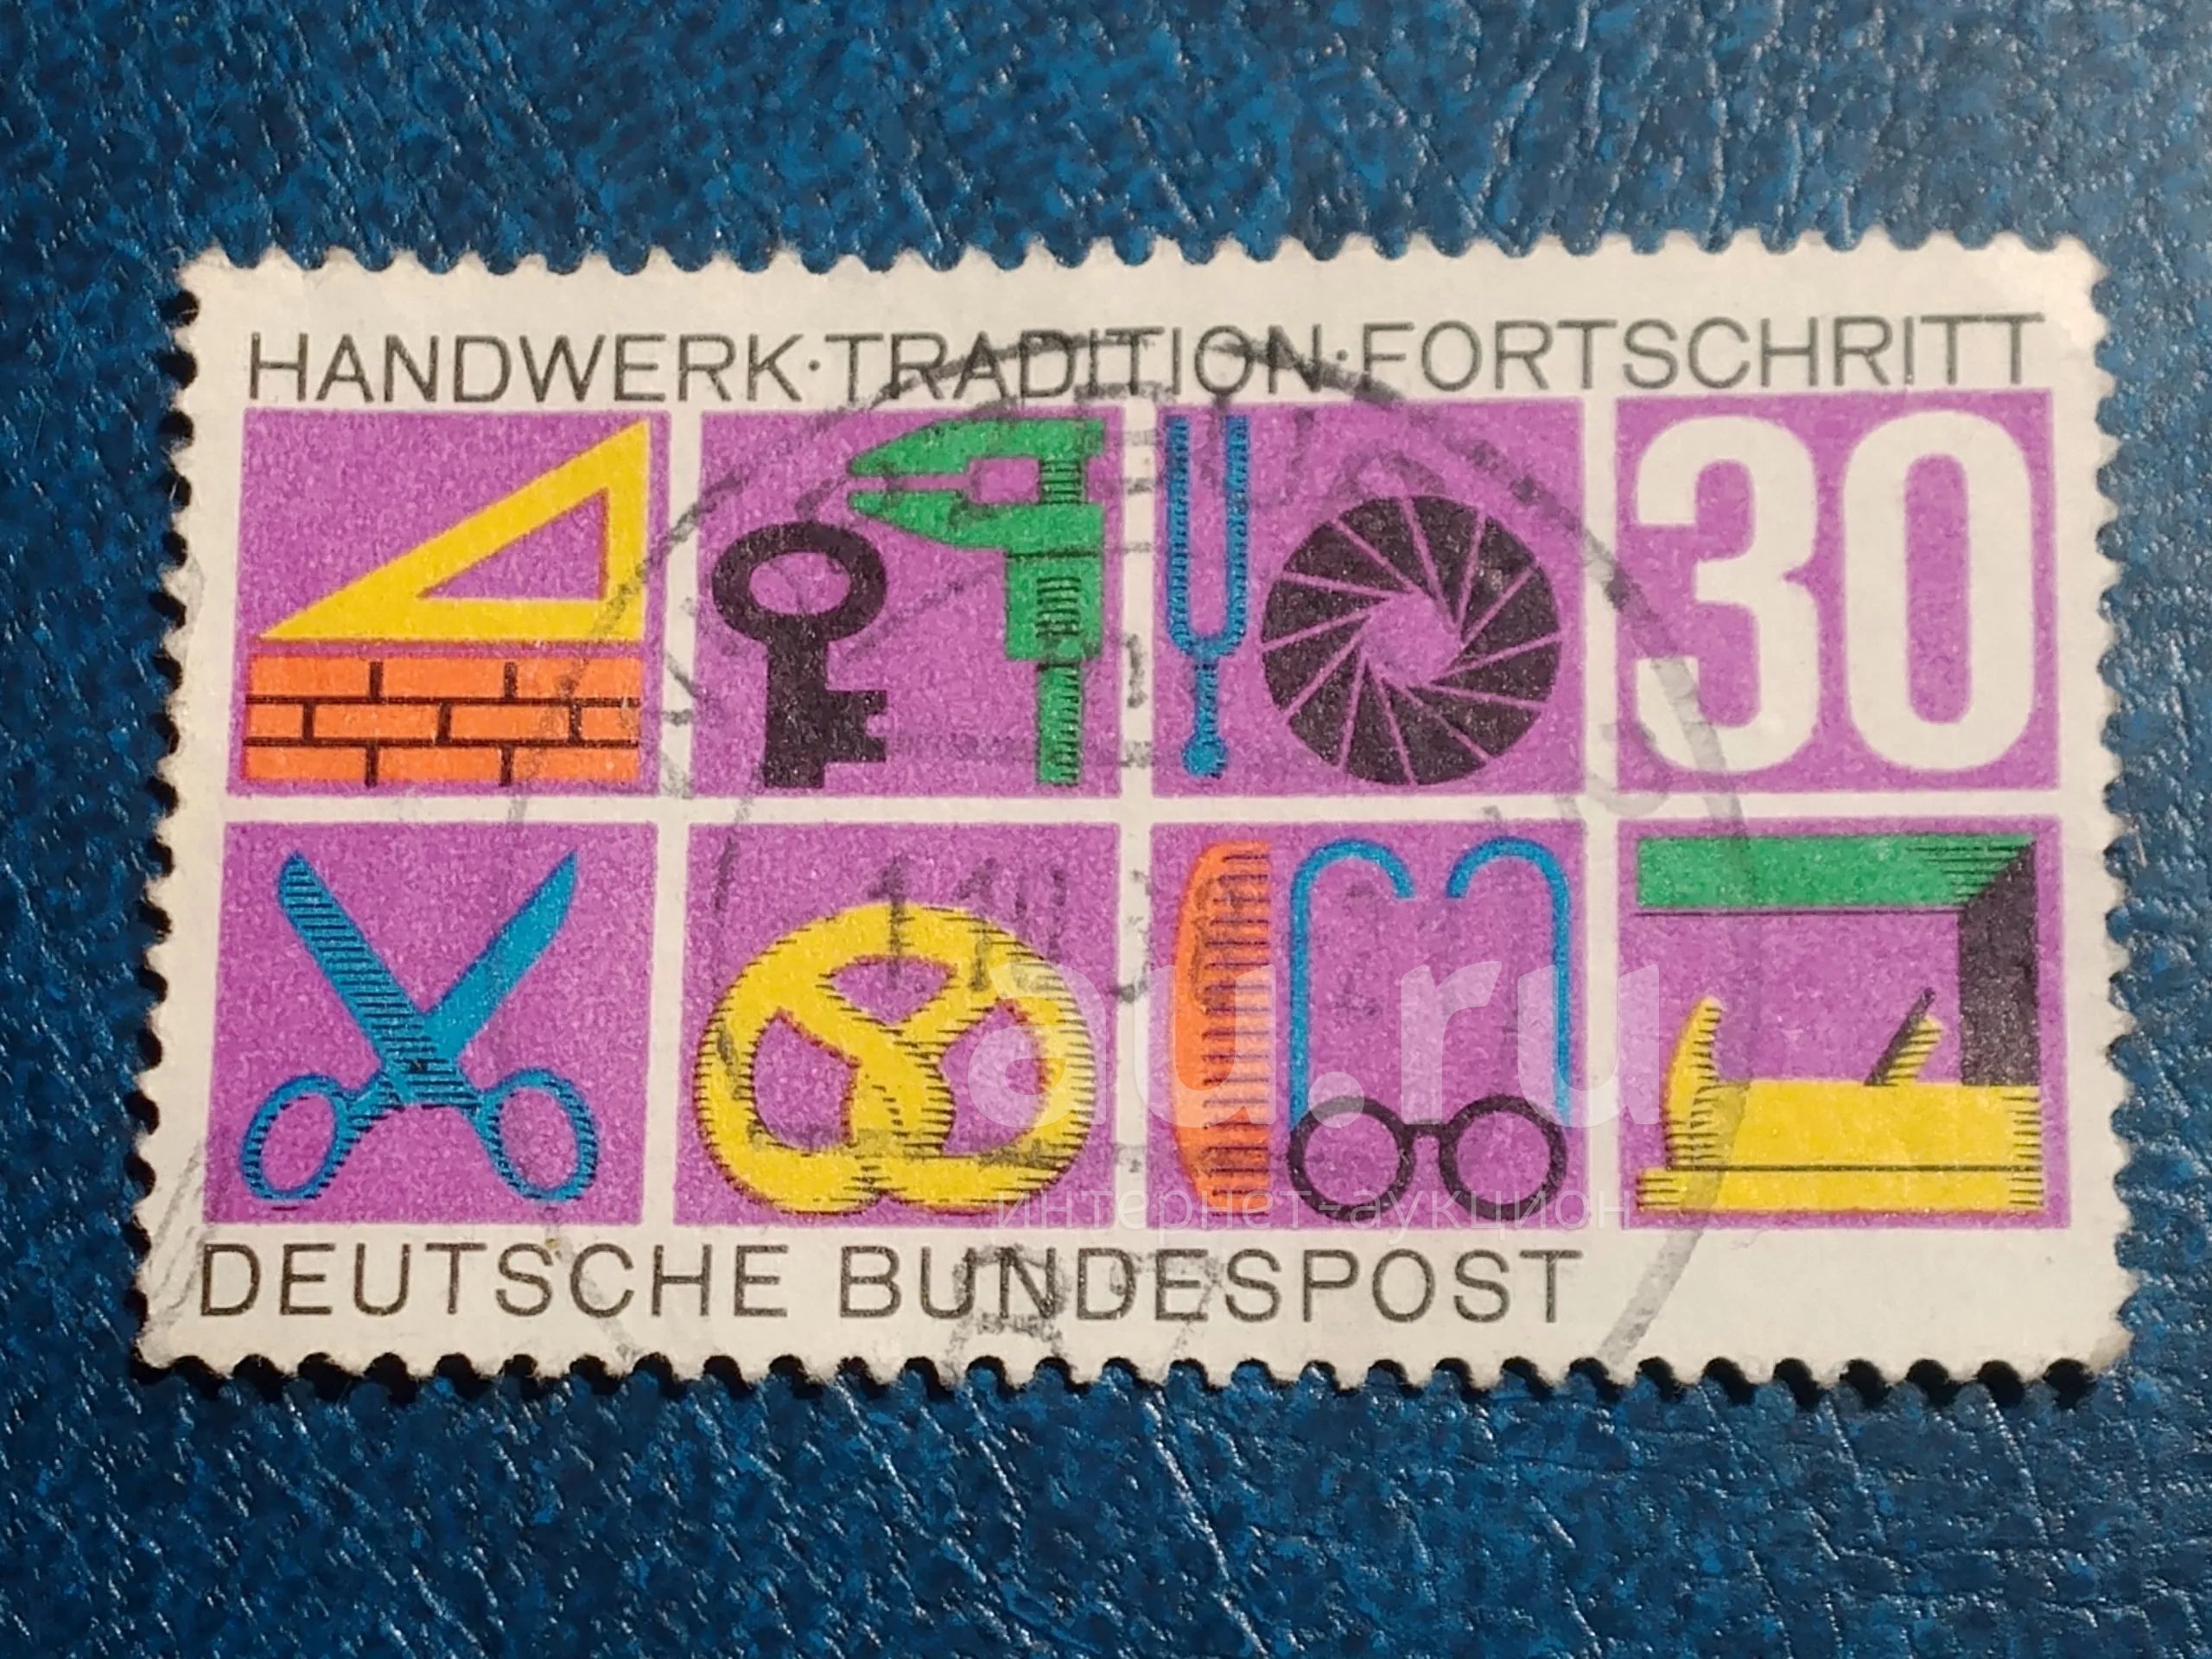 HANDWERK·TRADITION·FORTSCHRITT
30
au.ru
интернет-аукцион
DEUTSCHE BUNDESPOST